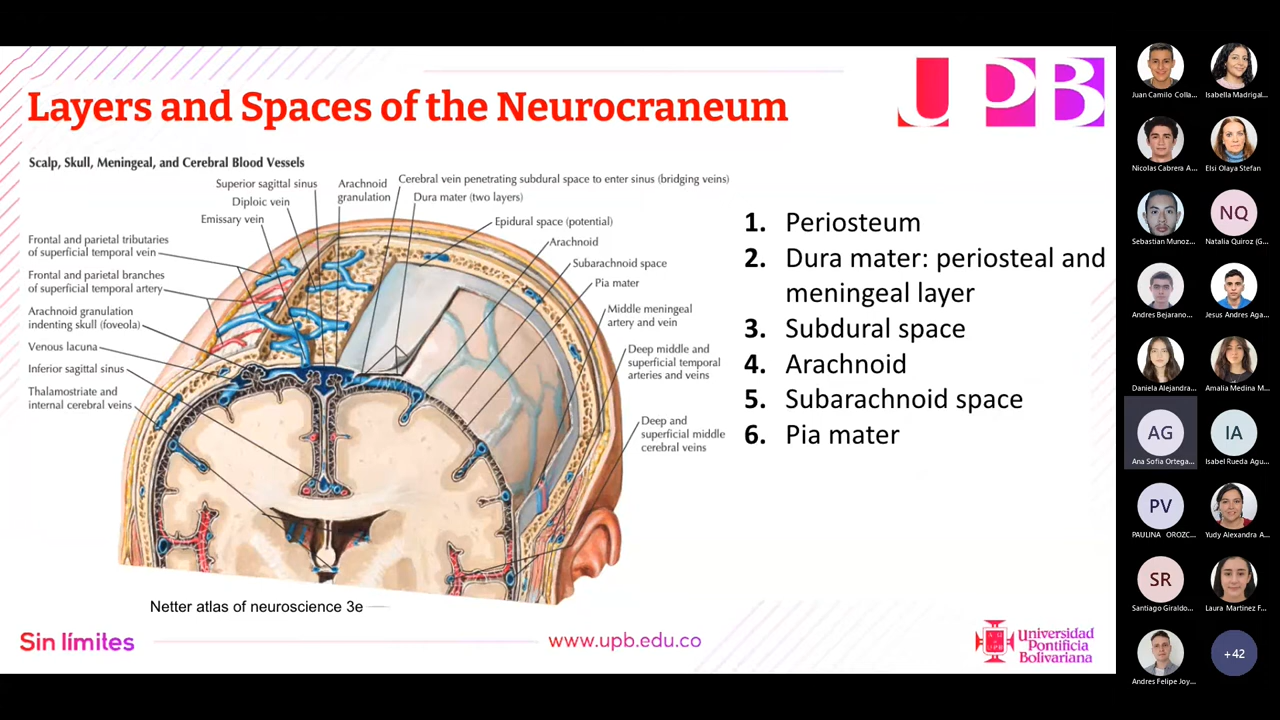 Layers and Spaces of the Neurocraneum
UPB
Scalp, Skull, Meningeal, and Cerebral Blood Vessels
Superior sagittal sinus
Diploic vein
Emissary vein
Arachnoid
granulation
Cerebral vein penetrating subdural space to enter sinus (bridging veins)
Dura mater (two layers)
Epidural space (potential)
Arachnoid
Subarachnoid space
Pia mater
Middle meningeal
artery and vein
Deep middle and
superficial temporal
arteries and veins
Deep and
superficial middle
cerebral veins
Frontal and parietal tributaries
of superficial temporal vein
Frontal and parietal branches
of superficial temporal artery
Arachnoid granulation
indenting skull (foveola)
Venous lacuna
Inferior sagittal sinus
Thalamostriate and
internal cerebral veins
1. Periosteum
2. Dura mater: periosteal and
meningeal layer
3. Subdural space
4. Arachnoid
5. Subarachnoid space
6. Pia mater
Netter atlas of neuroscience 3e
Sin límites
www.upb.edu.co
Universidad
Pontificia
Bolivariana
Juan Camilo Colla...
Isabella Madrigal...
Nicolas Cabrera A...
Elsi Olaya Stefan
Sebastian Munoz...
NQ
Natalia Quiroz (G...
Andres Bejarano...
Jesus Andres Aga...
Daniela Alejandra...
Amalia Medina M...
AG
Ana Sofia Ortega...
IA
Isabel Rueda Agu...
PV
PAULINA OROZC...
Yudy Alexandra A...
SR
Santiago Giraldo...
Laura Martinez F...
Andres Felipe Joy...
+42